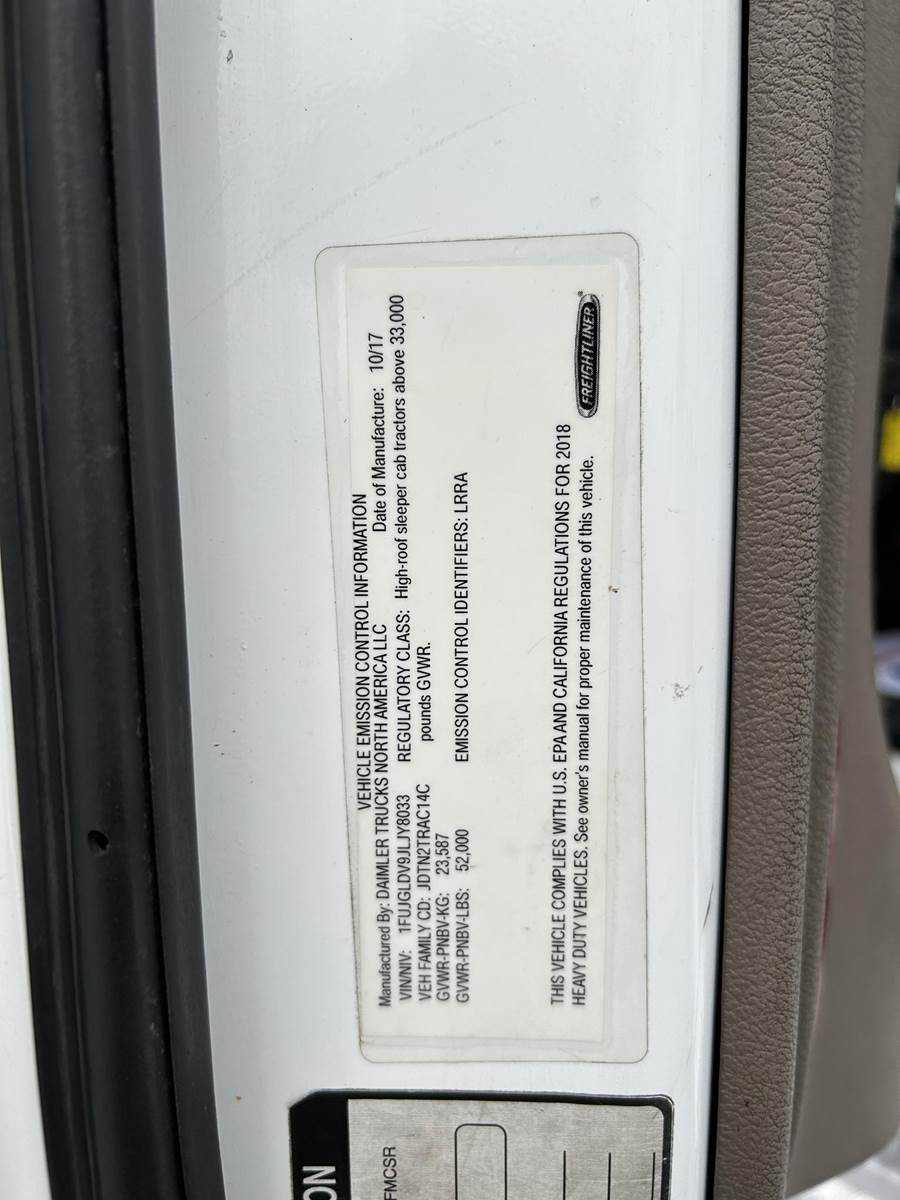 VEHICLE EMISSION CONTROL INFORMATION
Manufactured By: DAIMLER TRUCKS NORTH AMERICA LLC Date of Manufacture: 10/17
VIN/NIV: 1FUJGLDV9JLJY8033 REGULATORY CLASS: High-roof sleeper cab tractors above 33,000
VEH FAMILY CD: JDTN2TRAC14C pounds GVWR.
GVWR-PNBV-KG: 23,587
GVWR-PNBV-LBS: 52,000 EMISSION CONTROL IDENTIFIERS: LRRA
THIS VEHICLE COMPLIES WITH U.S. EPA AND CALIFORNIA REGULATIONS FOR 2018
HEAVY DUTY VEHICLES. See owner's manual for proper maintenance of this vehicle.
FREIGHTLINER®
ON
FMCSR